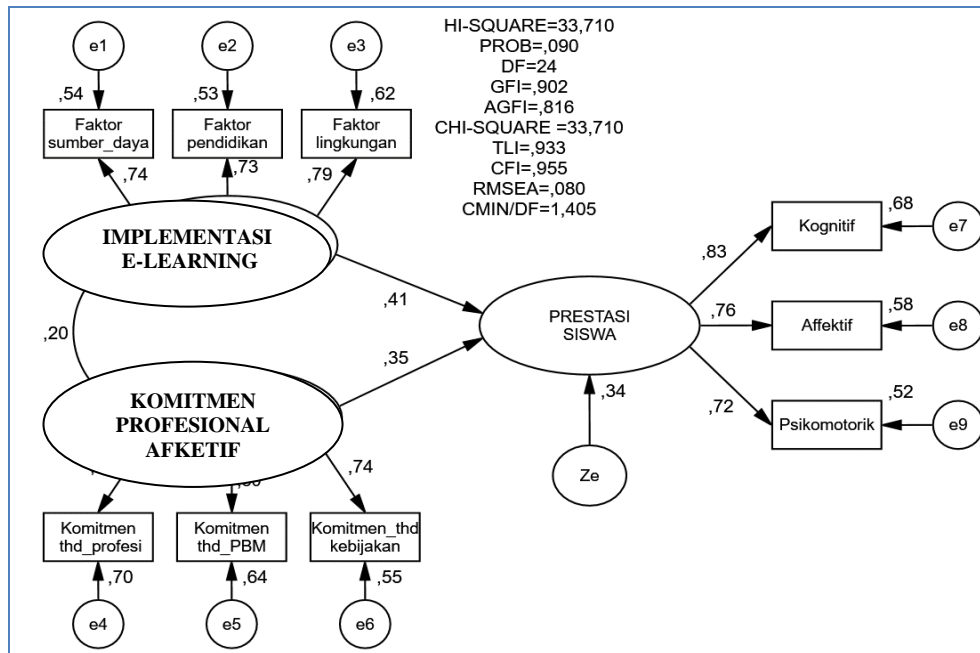 e1
e2
e3
,54
,53
,62
Faktor
sumber_daya
Faktor
pendidikan
Faktor
lingkungan
,74
,73
,79
HI-SQUARE=33,710
PROB=,090
DF=24
GFI=,902
AGFI=,816
CHI-SQUARE =33,710
TLI=,933
CFI=,955
RMSEA=,080
CMIN/DF=1,405
IMPLEMENTASI
E-LEARNING
,41
,20
,35
KOMITMEN
PROFESIONAL
AFKETIF
,74
Komitmen
thd_profesi
Komitmen
thd_PBM
Komitmen_thd
kebijakan
,70
,64
,55
e4
e5
e6
PRESTASI
SISWA
,34
Ze
,83
,76
,72
Kognitif
,68
e7
Affektif
,58
e8
Psikomotorik
,52
e9